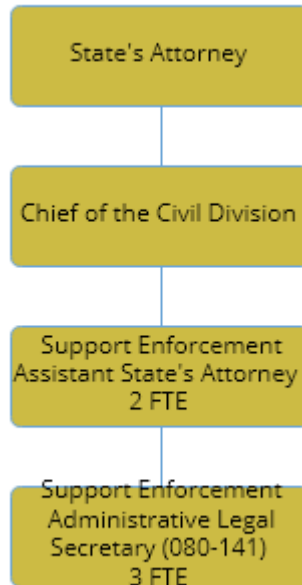 State's Attorney
Chief of the Civil Division
Support Enforcement
Assistant State's Attorney
2 FTE
Support Enforcement
Administrative Legal
Secretary (080-141)
3 FTE